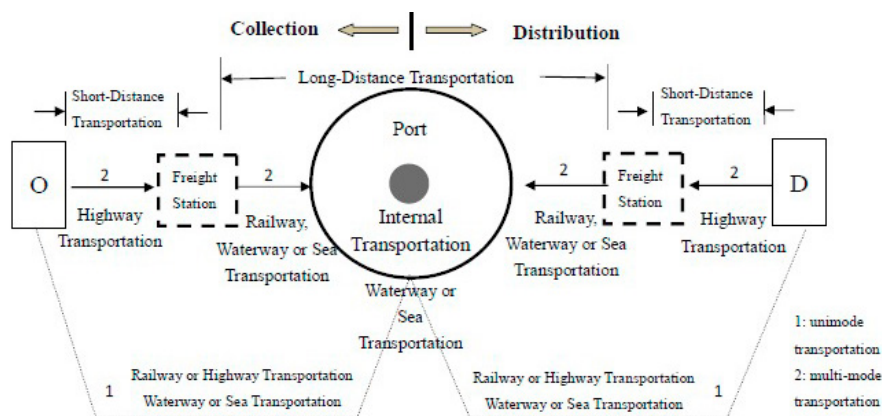 Collection
Distribution
Long-Distance Transportation
Short-Distance
Transportation
Short-Distance
Transportation
Port
O
2
Highway
Transportation
Freight
Station
2
Railway,
Waterway or Sea
Transportation
Internal
Transportation
2
Railway,
Waterway or Sea
Transportation
Freight
Station
2
Highway
Transportation
D
Waterway or
Sea
Transportation
1
Railway or Highway Transportation
Waterway or Sea Transportation
Railway or Highway Transportation
Waterway or Sea Transportation
1
1: unimode
transportation
2: multi-mode
transportation